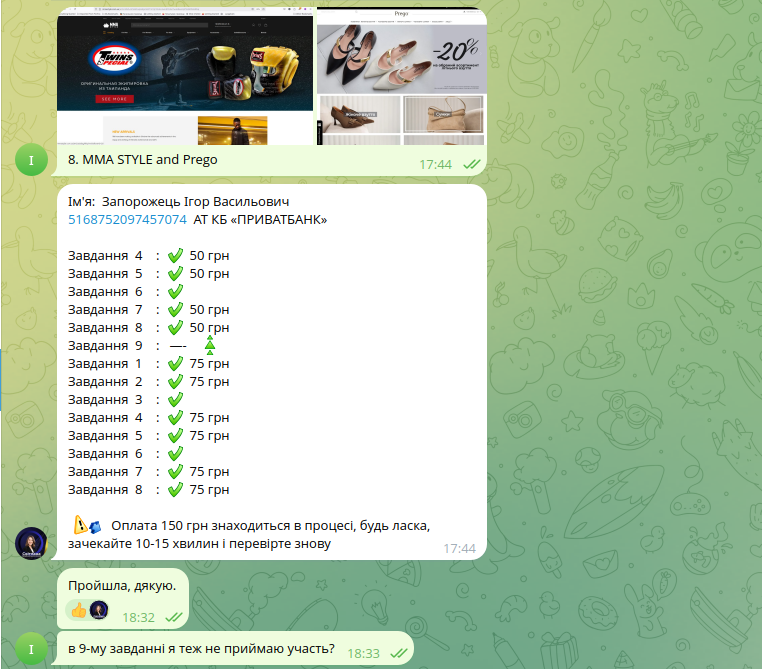 TWINS
SPECIAL
ОРИГИНАЛЬНАЯ ЭКИПИРОВКА
ИЗ ТАИЛАНДА
SEE MORE
Prego
-20%
8. MMA STYLE and Prego
17:44
Ім'я: Запорожець Ігор Васильович
5168752097457074 АТ КБ «ПРИВАТБАНК»
Завдання 4 : ✔ 50 грн
Завдання 5 : ✔ 50 грн
Завдання 6 : ✔
Завдання 7 : ✔ 50 грн
Завдання 8 : ✔ 50 грн
Завдання 9 : —-
Завдання 1 : ✔ 75 грн
Завдання 2 : ✔ 75 грн
Завдання 3 : ✔
Завдання 4 : ✔ 75 грн
Завдання 5 : ✔ 75 грн
Завдання 6 : ✔
Завдання 7 : ✔ 75 грн
Завдання 8 : ✔ 75 грн
Оплата 150 грн знаходиться в процесі, будь ласка,
зачекайте 10-15 хвилин і перевірте знову
17:44
Пройшла, дякую.
18:32
І
в 9-му завданні я теж не приймаю участь?
18:33